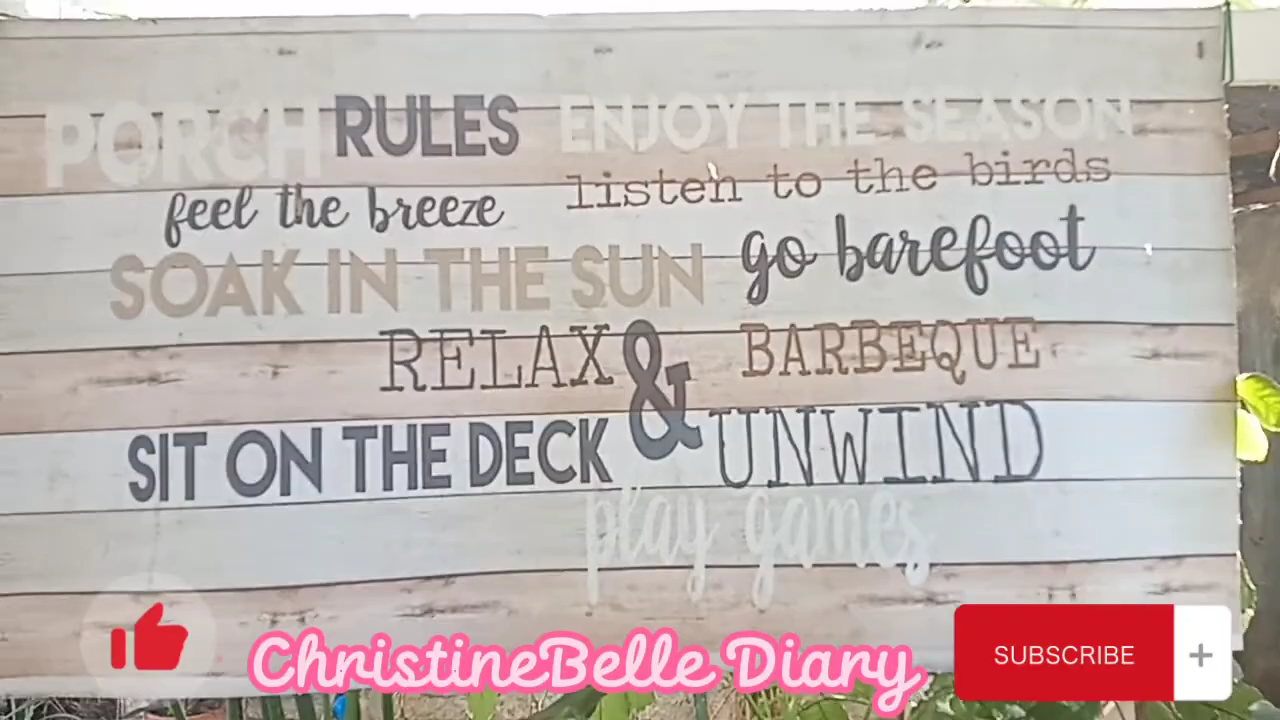 PORCH RULES ENJOY THE SEASON
feel the breeze listen to the birds
SOAK IN THE SUN go barefoot
RELAX & BARBEQUE
SIT ON THE DECK UNWIND
play games
ChristineBelle Diary
SUBSCRIBE +